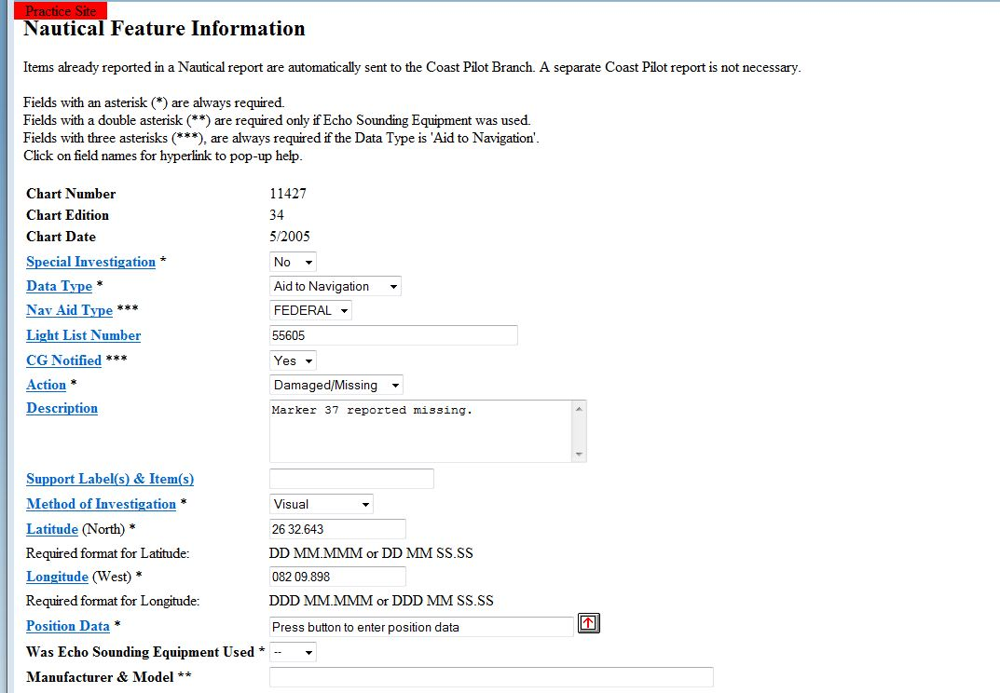 Practice Site
Nautical Feature Information
Items already reported in a Nautical report are automatically sent to the Coast Pilot Branch. A separate Coast Pilot report is not necessary.
Fields with an asterisk (*) are always required.
Fields with a double asterisk (**) are required only if Echo Sounding Equipment was used.
Fields with three asterisks (***), are always required if the Data Type is 'Aid to Navigation'.
Click on field names for hyperlink to pop-up help.
Chart Number 11427
Chart Edition 34
Chart Date 5/2005
Special Investigation * No
Data Type * Aid to Navigation
Nav Aid Type *** FEDERAL
Light List Number 55605
CG Notified *** Yes
Action * Damaged/Missing
Description Marker 37 reported missing.
Support Label(s) & Item(s)
Method of Investigation * Visual
Latitude (North) * 26 32.643
Required format for Latitude: DD MM.MMM or DD MM SS.SS
Longitude (West) * 082 09.898
Required format for Longitude: DDD MM.MMM or DDD MM SS.SS
Position Data * Press button to enter position data
Was Echo Sounding Equipment Used * --
Manufacturer & Model **